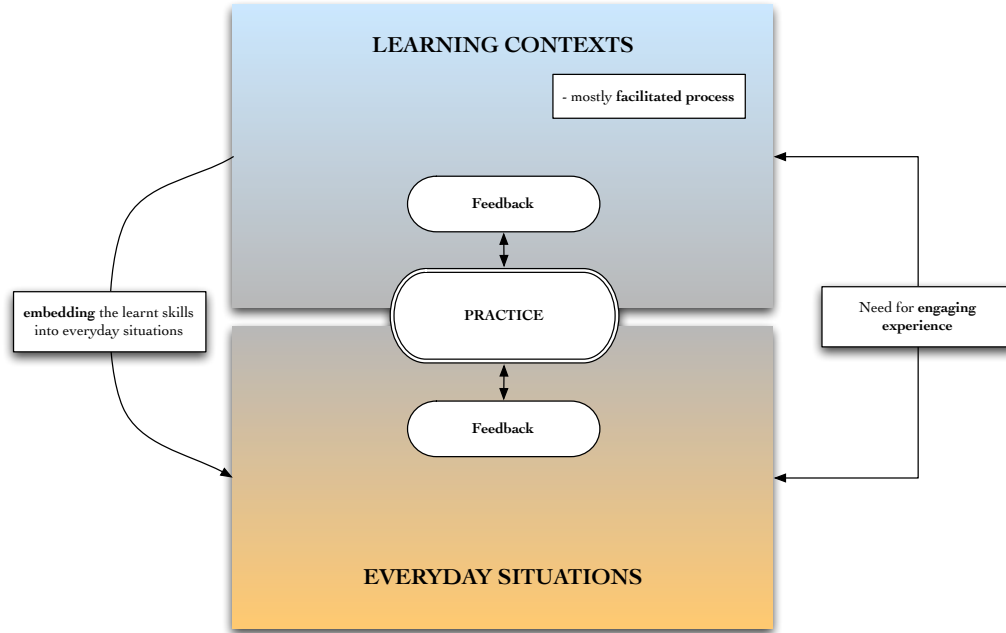 LEARNING CONTEXTS
- mostly facilitated process
Feedback
PRACTICE
embedding the learnt skills
into everyday situations
Need for engaging
experience
Feedback
EVERYDAY SITUATIONS